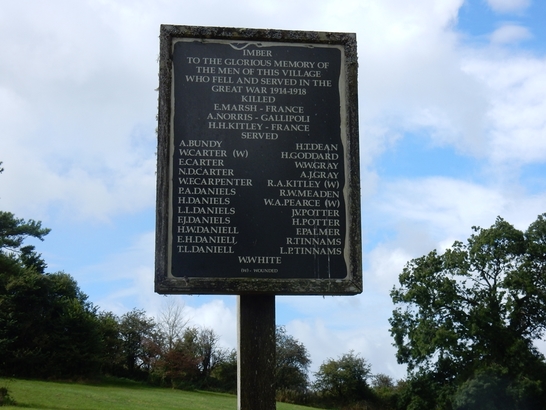 IMBER
TO THE GLORIOUS MEMORY OF
THE MEN OF THIS VILLAGE
WHO FELL AND SERVED IN THE
GREAT WAR 1914-1918
KILLED
E.MARSH - FRANCE
A.NORRIS - GALLIPOLI
H.H.KITLEY - FRANCE
SERVED
A.BUNDY H.T.DEAN
W.CARTER (W) H.GODDARD
E.CARTER W.W.GRAY
N.D.CARTER A.J.GRAY
W.E.CARPENTER R.A.KITLEY (W)
P.A.DANIELS R.W.MEADEN
H.DANIELS W.A.PEARCE (W)
L.L.DANIELS J.V.POTTER
F.J.DANIELS H.POTTER
H.W.DANIELL F.PALMER
E.H.DANIELL R.TINNAMS
T.L.DANIELL L.P.TINNAMS
W.WHITE
(W) - WOUNDED